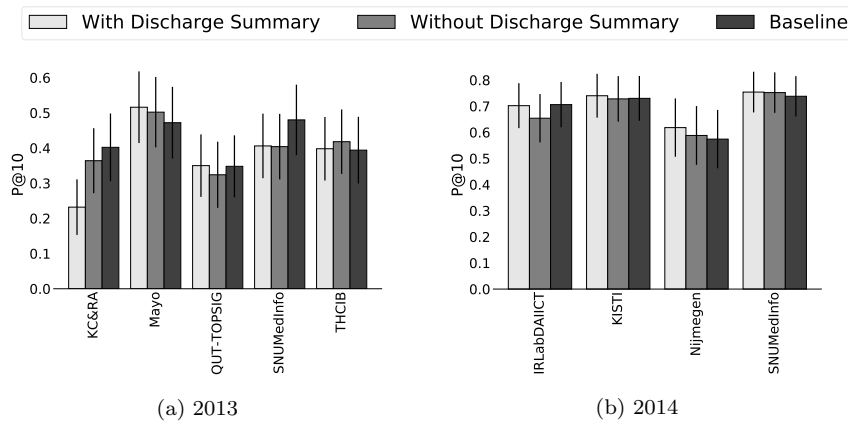 With Discharge Summary Without Discharge Summary Baseline
P@10
0.6
0.5
0.4
0.3
0.2
0.1
0.0
KC&RA
Mayo
QUT-TOPSIG
SNUMedInfo
THCIB
(a) 2013
P@10
0.8
0.7
0.6
0.5
0.4
0.3
0.2
0.1
0.0
IRLabDAIICT
KISTI
Nijmegen
SNUMedInfo
(b) 2014